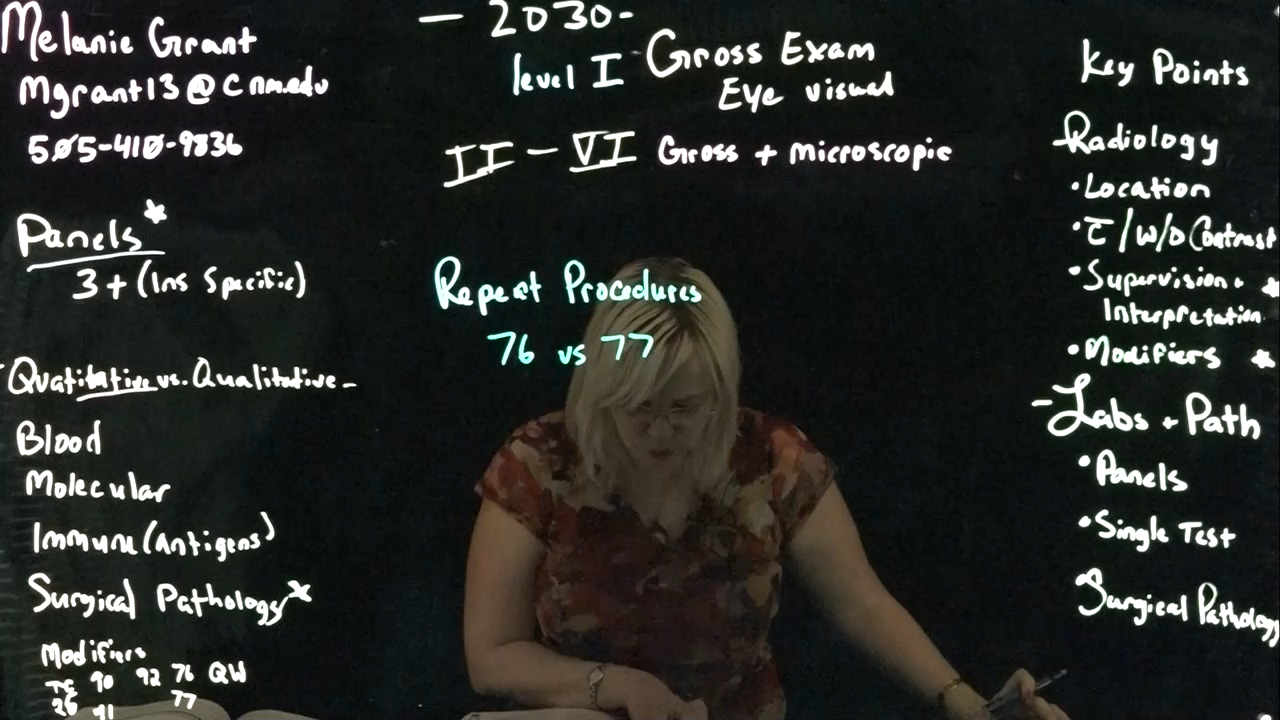 Melanie Grant
Mgrant13@cnm.edu
505-410-9836
Panels*
3+ (Ins Specific)
Quatitative vs. Qualitative -
Blood
Molecular
Immune (antigens)
Surgical Pathology*
Modifiers
TC 90 92 76 QW
26 91 77
- 2030-
level I Gross Exam
Eye visual
II - VI Gross + microscopic
Repeat Procedures
76 vs 77
Key Points
Radiology
• Location
• c̄/w/o Contrast
• Supervision + *
Interpretation
• Modifiers *
- Labs + Path
• Panels
• Single Test
• Surgical Pathology